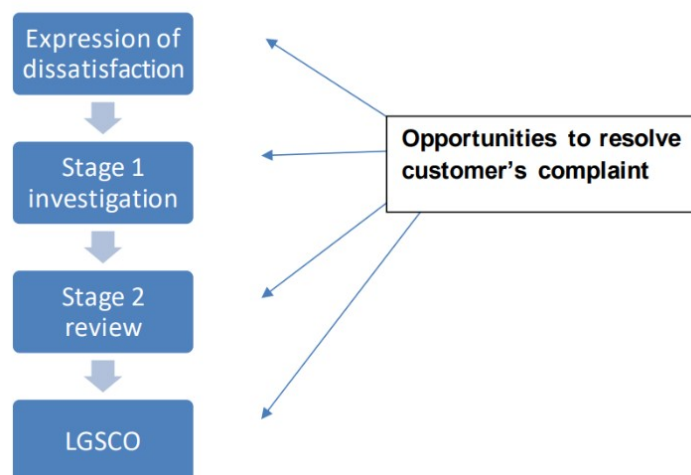 Expression of
dissatisfaction
Stage 1
investigation
Stage 2
review
LGSCO
Opportunities to resolve
customer’s complaint